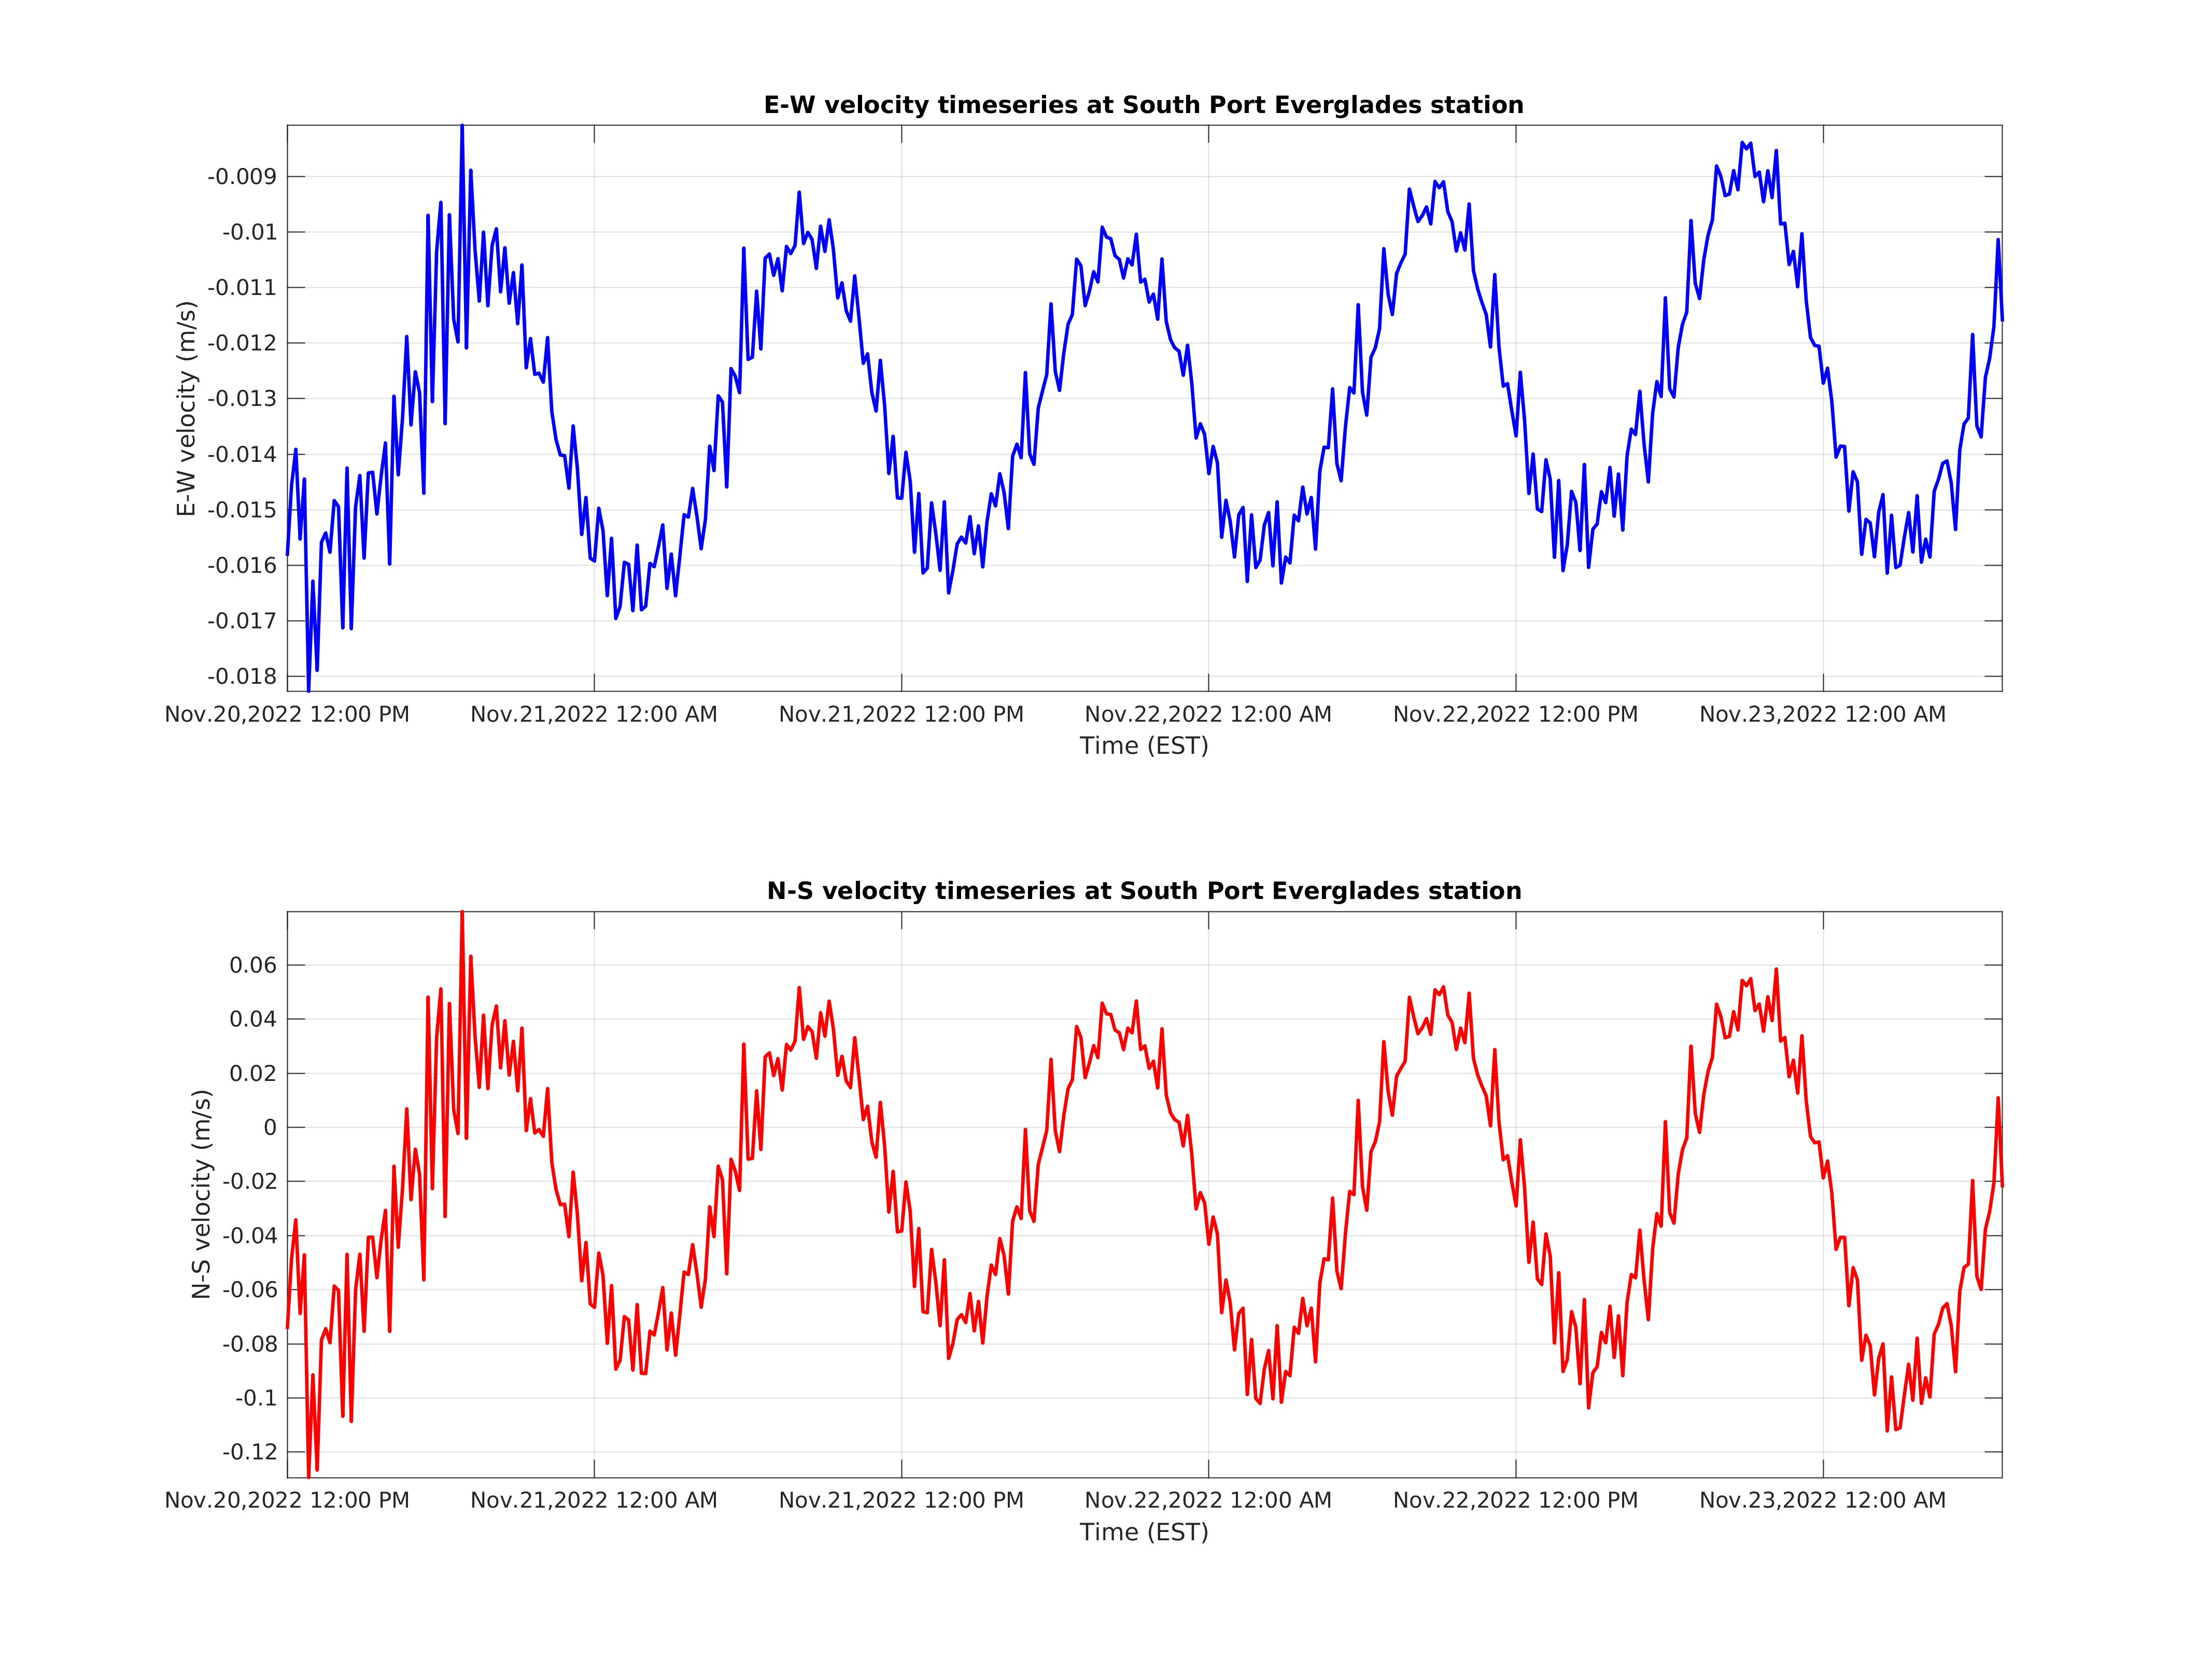 E-W velocity timeseries at South Port Everglades station
-0.009
-0.01
-0.011
-0.012
-0.013
-0.014
-0.015
-0.016
-0.017
-0.018
E-W velocity (m/s)
Nov.20,2022 12:00 PM Nov.21,2022 12:00 AM Nov.21,2022 12:00 PM Nov.22,2022 12:00 AM Nov.22,2022 12:00 PM Nov.23,2022 12:00 AM
Time (EST)
N-S velocity timeseries at South Port Everglades station
0.06
0.04
0.02
0
-0.02
-0.04
-0.06
-0.08
-0.1
-0.12
N-S velocity (m/s)
Nov.20,2022 12:00 PM Nov.21,2022 12:00 AM Nov.21,2022 12:00 PM Nov.22,2022 12:00 AM Nov.22,2022 12:00 PM Nov.23,2022 12:00 AM
Time (EST)